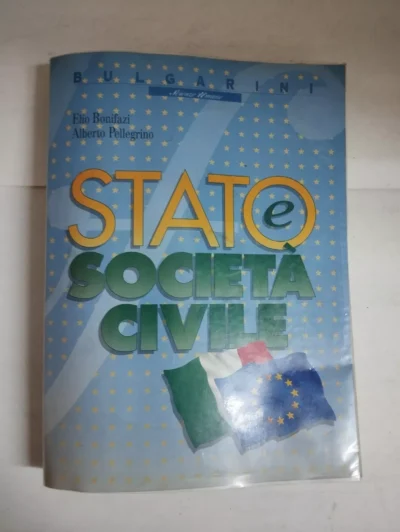 BULGARINI
Elio Bonifazi
Alberto Pellegrino
STATO e
SOCIETÀ
CIVILE